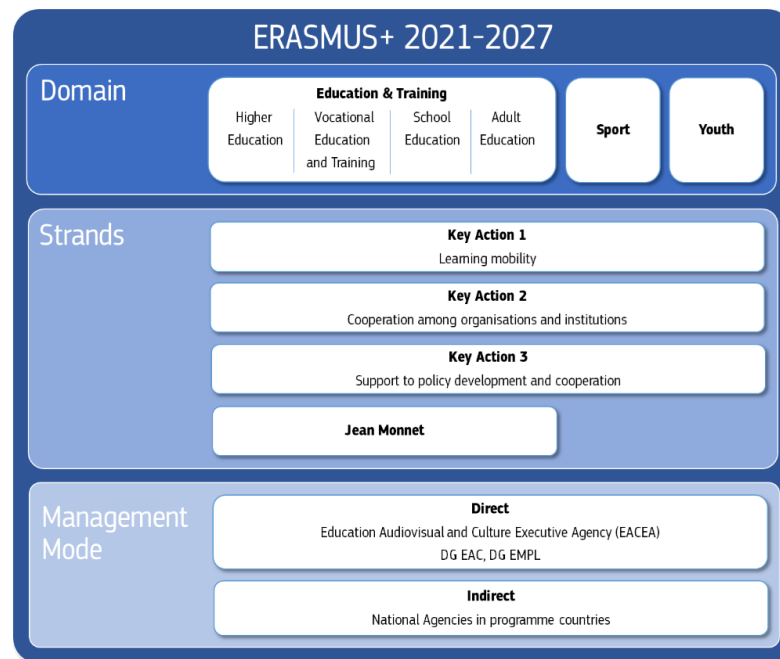 ERASMUS+ 2021-2027
Domain
Education & Training
Higher
Education
Vocational
Education
and Training
School
Education
Adult
Education
Sport
Youth
Strands
Key Action 1
Learning mobility
Key Action 2
Cooperation among organisations and institutions
Key Action 3
Support to policy development and cooperation
Jean Monnet
Management
Mode
Direct
Education Audiovisual and Culture Executive Agency (EACEA)
DG EAC, DG EMPL
Indirect
National Agencies in programme countries